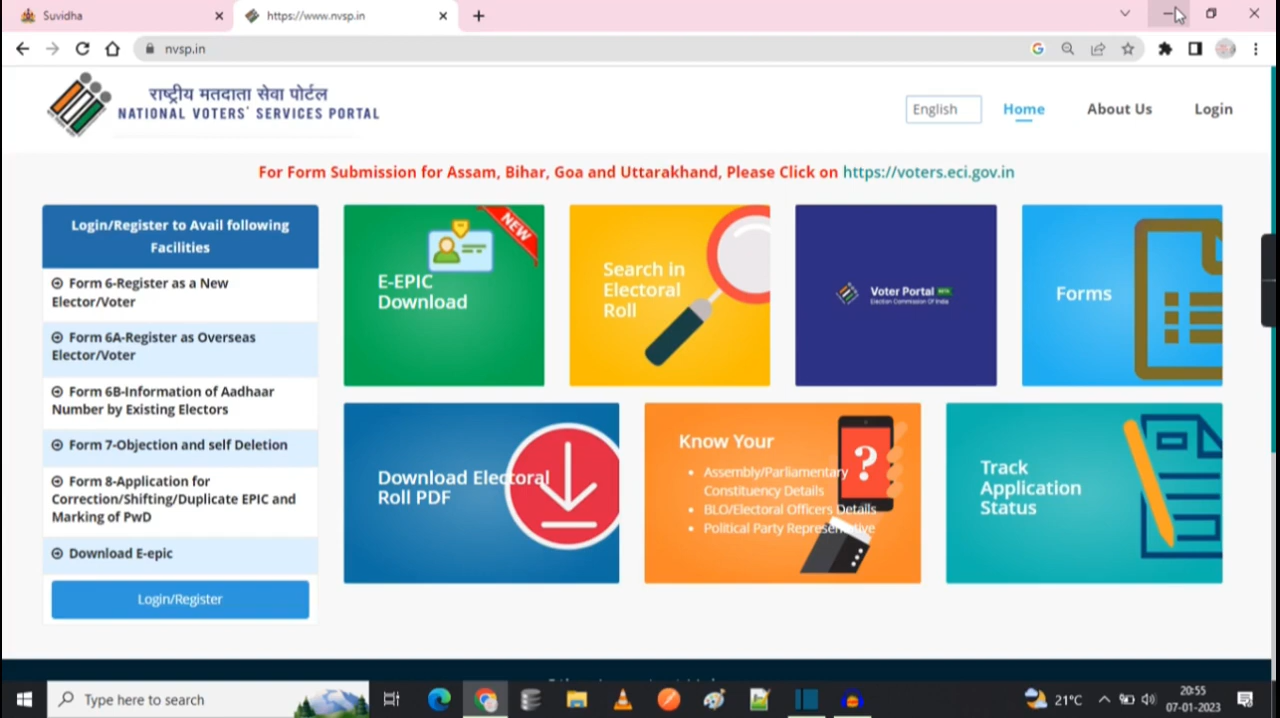 Suvidha
https://www.nvsp.in
nvsp.in
राष्ट्रीय मतदाता सेवा पोर्टल
NATIONAL VOTERS' SERVICES PORTAL
English
Home
About Us
Login
For Form Submission for Assam, Bihar, Goa and Uttarakhand, Please Click on https://voters.eci.gov.in
Login/Register to Avail following
Facilities
Form 6-Register as a New
Elector/Voter
Form 6A-Register as Overseas
Elector/Voter
Form 6B-Information of Aadhaar
Number by Existing Electors
Form 7-Objection and self Deletion
Form 8-Application for
Correction/Shifting/Duplicate EPIC and
Marking of PwD
Download E-epic
Login/Register
NEW
E-EPIC
Download
Search in
Electoral
Roll
Voter Portal
Election Commission Of India
Forms
Download Electoral
Roll PDF
Know Your
Assembly/Parliamentary
Constituency Details
BLO/Electoral Officers Details
Political Party Representative
?
Track
Application
Status
Type here to search
21°C
20:55
07-01-2023